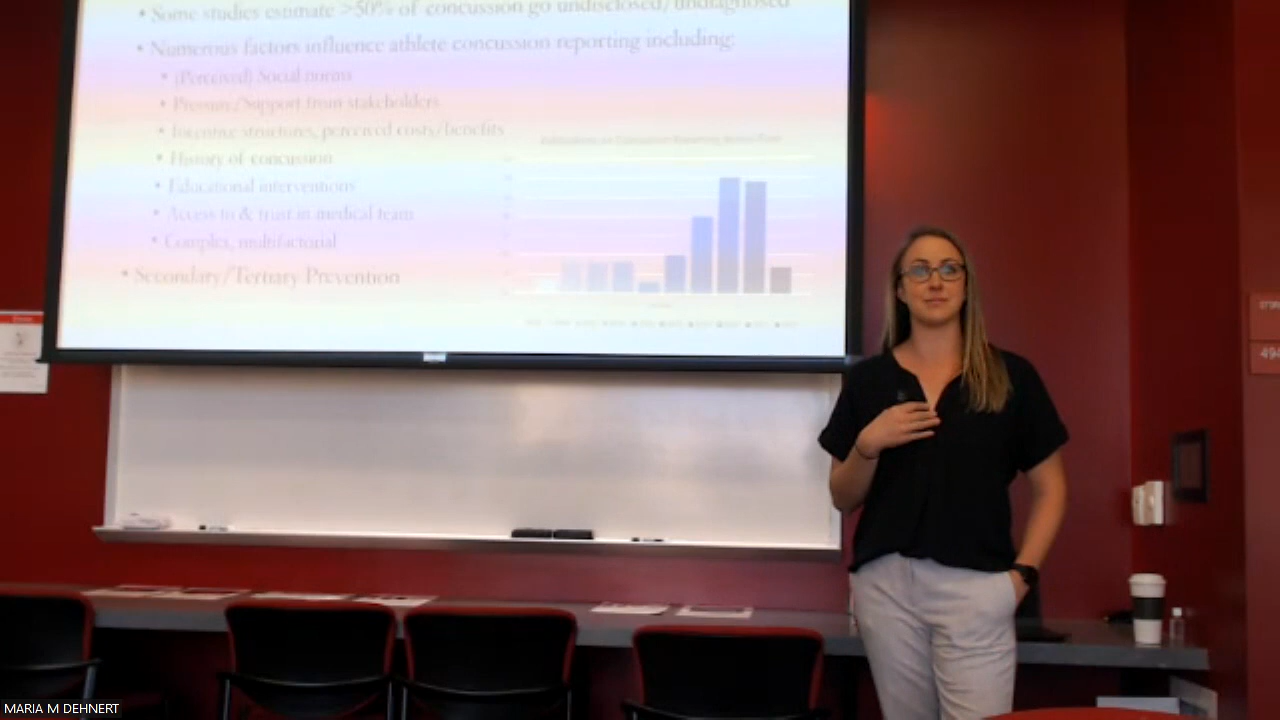 • Some studies estimate >50% of concussion go undisclosed/undiagnosed
• Numerous factors influence athlete concussion reporting including:
• (Perceived) Social norms
• Pressure/Support from stakeholders
• Incentive structures, perceived costs/benefits
• History of concussion
• Educational interventions
• Access to & trust in medical team
• Complex, multifactorial
• Secondary/Tertiary Prevention
494
MARIA M DEHNERT